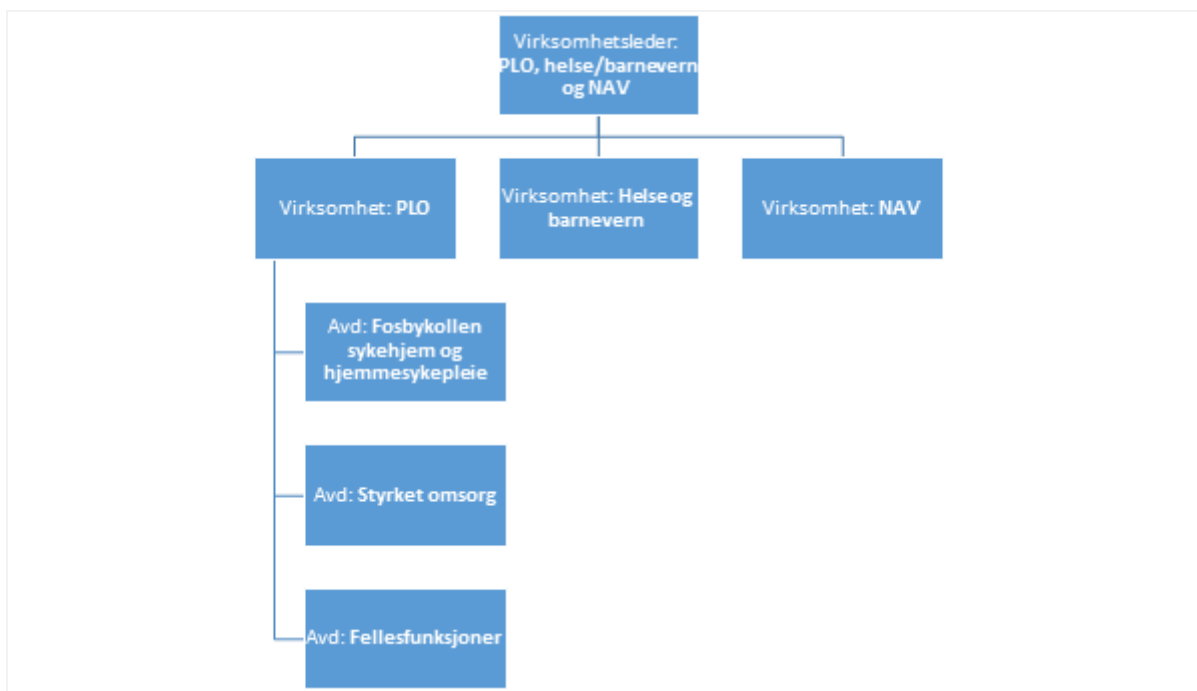 Virksomhetsleder:
PLO, helse/barnevern
og NAV
Virksomhet: PLO
Virksomhet: Helse og
barnevern
Virksomhet: NAV
Avd: Fosbykollen
sykehjem og
hjemmesykepleie
Avd: Styrket omsorg
Avd: Fellesfunksjoner